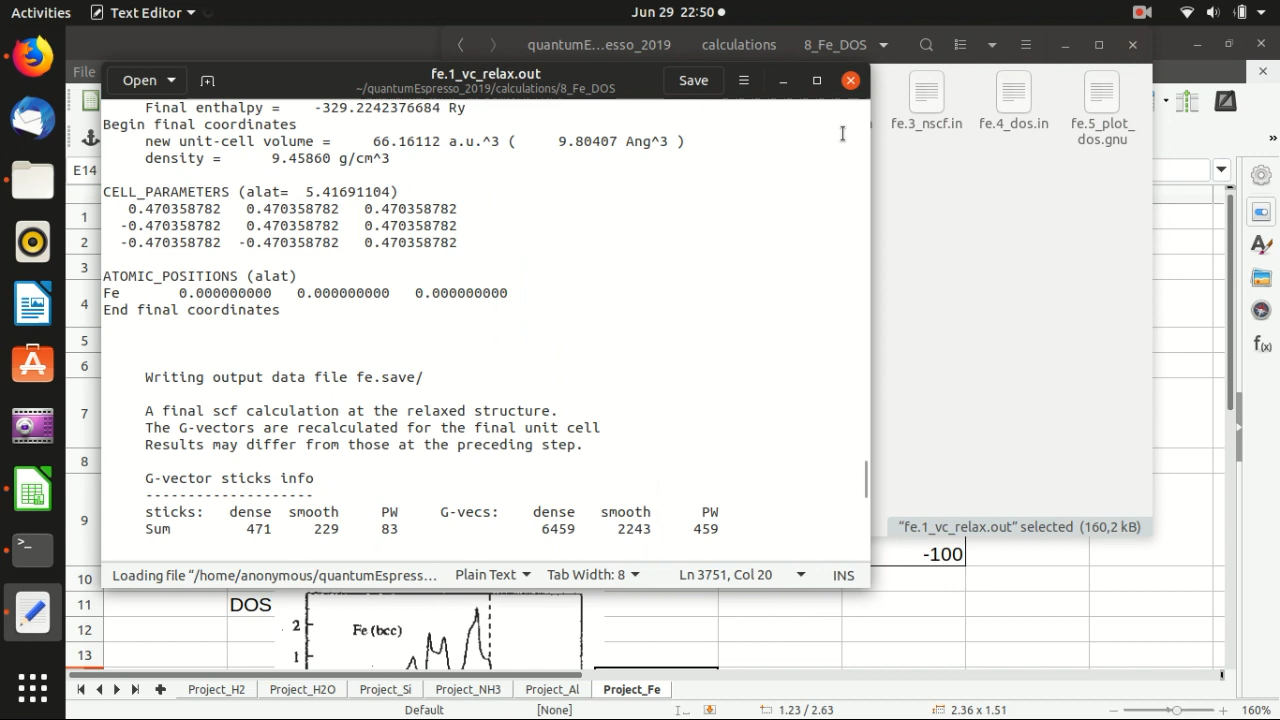 Activities Text Editor Jun 29 22:50
quantumE…esso_2019 calculations 8_Fe_DOS
File
Open fe.1_vc_relax.out Save
~/quantumEspresso_2019/calculations/8_Fe_DOS
Final enthalpy = -329.2242376684 Ry
Begin final coordinates
new unit-cell volume = 66.16112 a.u.^3 ( 9.80407 Ang^3 )
density = 9.45860 g/cm^3
CELL_PARAMETERS (alat= 5.41691104)
0.470358782 0.470358782 0.470358782
-0.470358782 0.470358782 0.470358782
-0.470358782 -0.470358782 0.470358782
ATOMIC_POSITIONS (alat)
Fe 0.000000000 0.000000000 0.000000000
End final coordinates
Writing output data file fe.save/
A final scf calculation at the relaxed structure.
The G-vectors are recalculated for the final unit cell
Results may differ from those at the preceding step.
G-vector sticks info
--------------------
sticks: dense smooth PW G-vecs: dense smooth PW
Sum 471 229 83 6459 2243 459
Loading file “/home/anonymous/quantumEspress… Plain Text Tab Width: 8 Ln 3751, Col 20 INS
fe.3_nscf.in fe.4_dos.in fe.5_plot_
dos.gnu
“fe.1_vc_relax.out” selected (160,2 kB)
E14
1
2
3
4
5
6
7
8
9
-100
10
11 DOS
12
13
2
Fe (bcc)
1
f(x)
Project_H2 Project_H2O Project_Si Project_NH3 Project_Al Project_Fe
Default [None] 1.23 / 2.63 2.36 x 1.51 160%